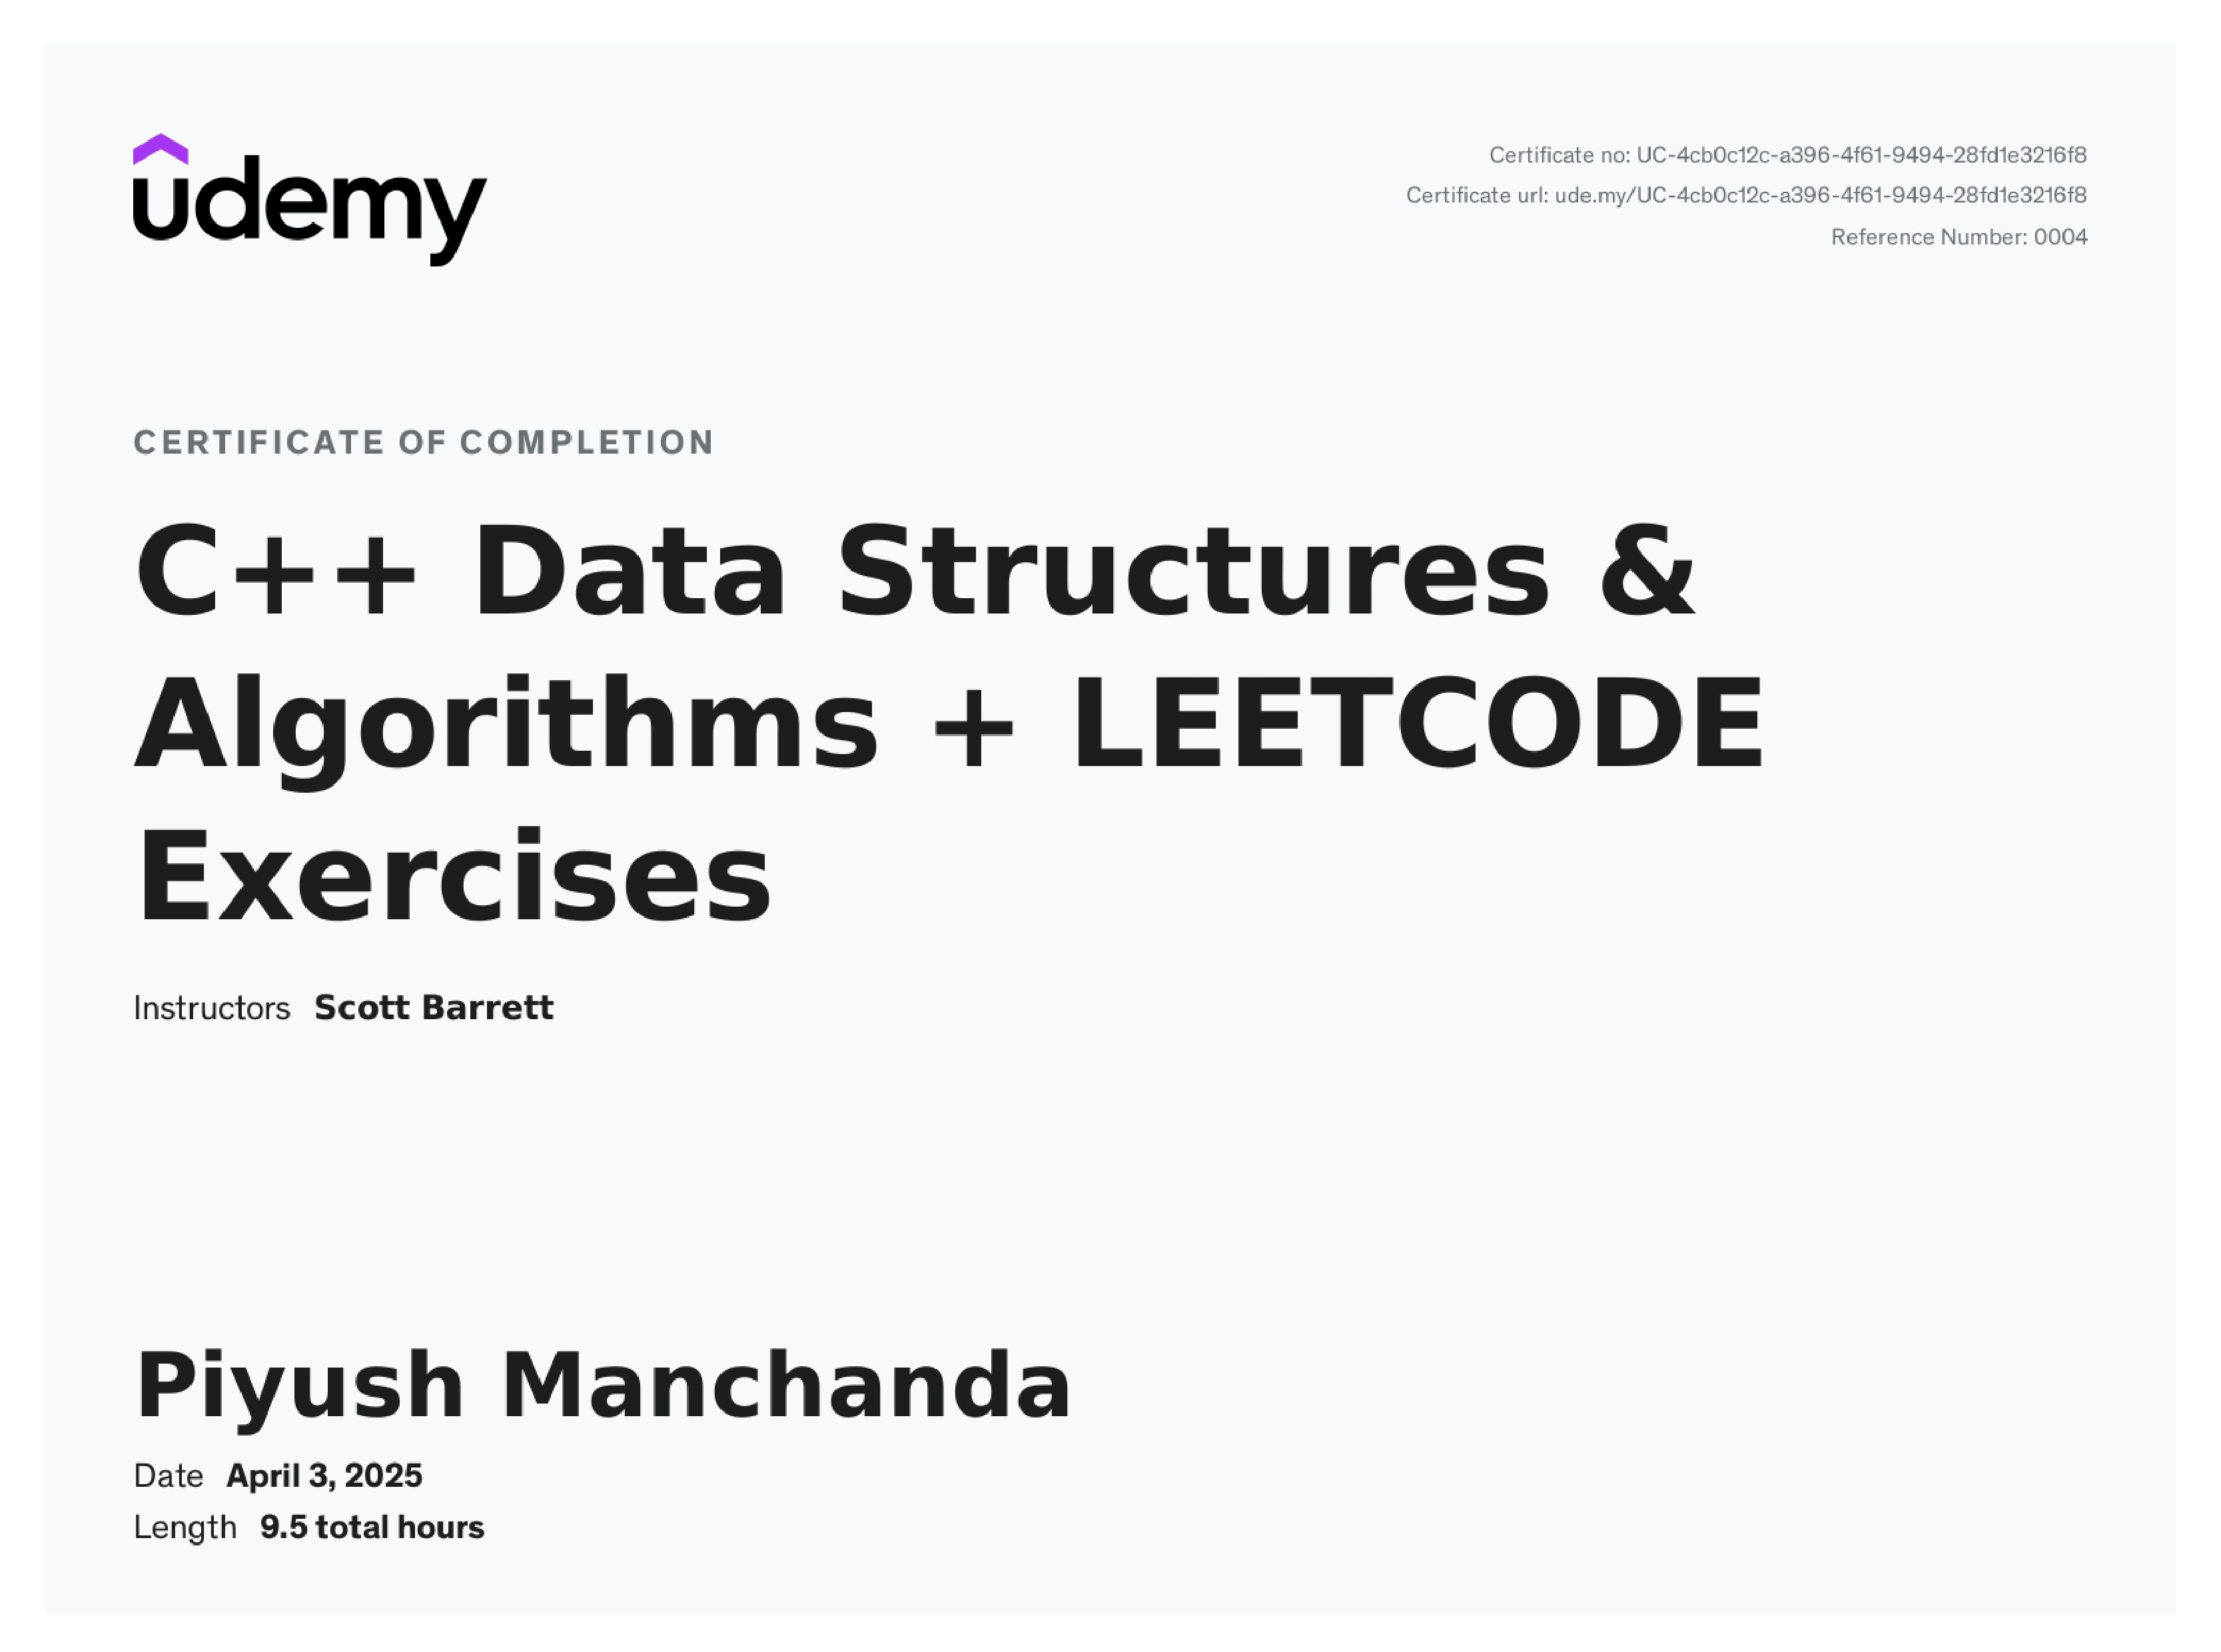 udemy
Certificate no: UC-4cb0c12c-a396-4f61-9494-28fd1e3216f8
Certificate url: ude.my/UC-4cb0c12c-a396-4f61-9494-28fd1e3216f8
Reference Number: 0004
CERTIFICATE OF COMPLETION
C++ Data Structures &
Algorithms + LEETCODE
Exercises
Instructors Scott Barrett
Piyush Manchanda
Date April 3, 2025
Length 9.5 total hours